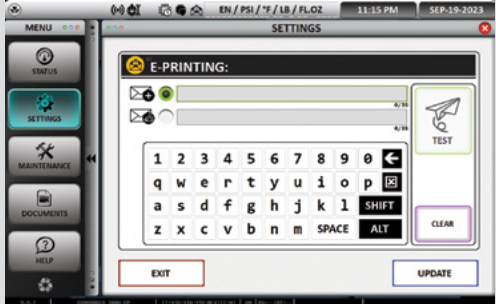 EN / PSI / °F / LB / FL.OZ
11:15 PM
SEP-19-2023
MENU
SETTINGS
STATUS
SETTINGS
MAINTENANCE
DOCUMENTS
HELP
E-PRINTING:
0/35
0/35
1 2 3 4 5 6 7 8 9 0
q w e r t y u i o p
a s d f g h j k l SHIFT
z x c v b n m SPACE ALT
TEST
CLEAR
EXIT
UPDATE